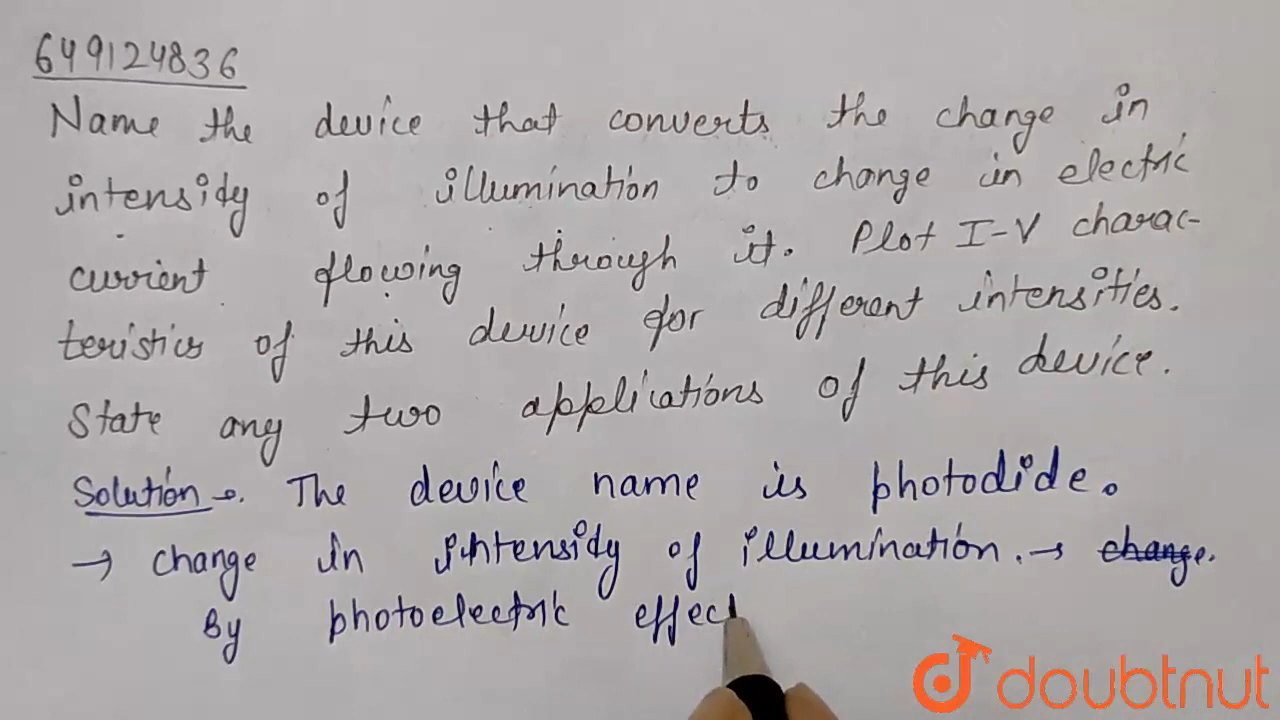 649124836
Name the device that converts the change in
intensidy of illumination to change in electric
current flowing through it. Plot I-V charac-
teristics of this device for different intensities.
State any two applications of this device.
Solution→. The device name is photodide.
→ change in intensidy of illumination. → change.
By photoelectric effect
doubtnut